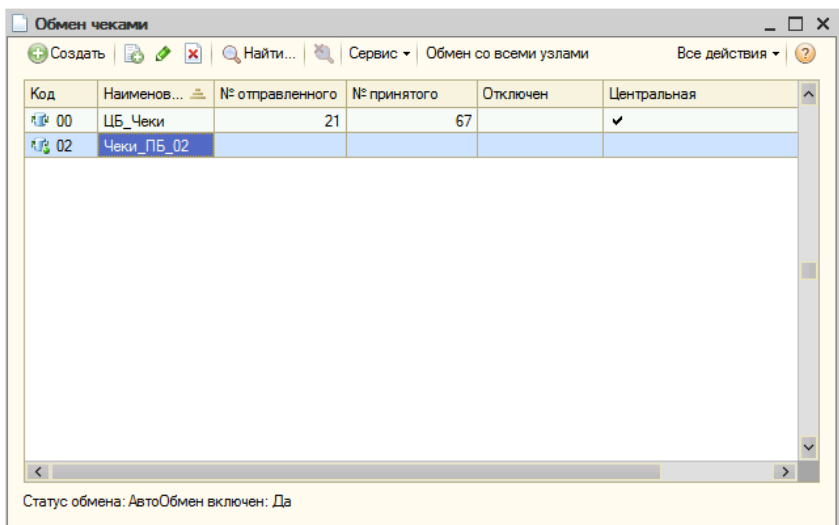 Обмен чеками
Создать Найти... Сервис Обмен со всеми узлами Все действия ?
Код Наименов... № отправленного № принятого Отключен Центральная
00 ЦБ_Чеки 21 67
02 Чеки_ПБ_02
Статус обмена: АвтоОбмен включен: Да